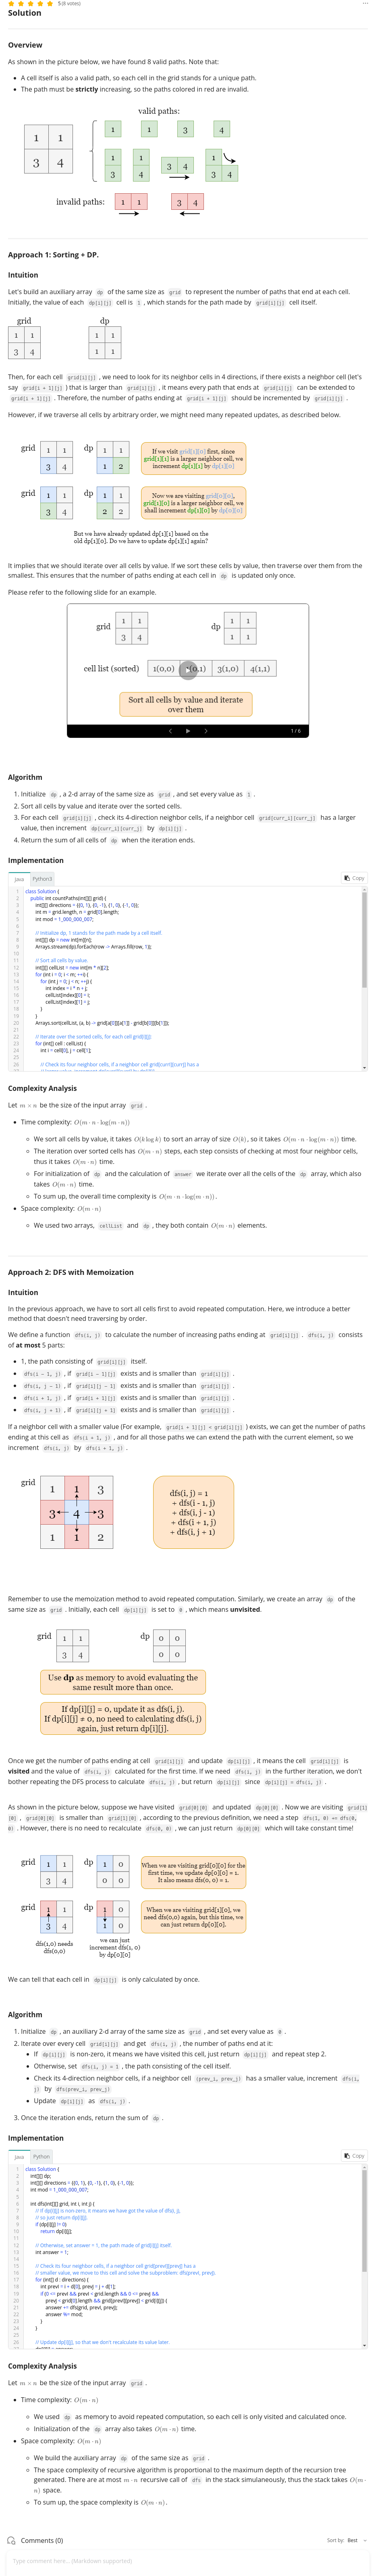 5 (8 votes)
Solution
Overview
As shown in the picture below, we have found 8 valid paths. Note that:
• A cell itself is also a valid path, so each cell in the grid stands for a unique path.
• The path must be strictly increasing, so the paths colored in red are invalid.
valid paths:
1 1
3 4
1 1 3 4
1 1 3 4 1
3 4 3 4
invalid paths: 1 1 3 4
Approach 1: Sorting + DP.
Intuition
Let's build an auxiliary array dp of the same size as grid to represent the number of paths that end at each cell.
Initially, the value of each dp[i][j] cell is 1 , which stands for the path made by grid[i][j] cell itself.
grid dp
1 1 1 1
3 4 1 1
Then, for each cell grid[i][j] , we need to look for its neighbor cells in 4 directions, if there exists a neighbor cell (let's
say grid[i + 1][j] ) that is larger than grid[i][j] , it means every path that ends at grid[i][j] can be extended to
grid[i + 1][j] . Therefore, the number of paths ending at grid[i + 1][j] should be incremented by grid[i][j] .
However, if we traverse all cells by arbitrary order, we might need many repeated updates, as described below.
grid 1 1 dp 1 1
3 4 1 2
If we visit grid[1][0] first, since
grid[1][1] is a larger neighbor cell, we
increment dp[1][1] by dp[1][0]
grid 1 1 dp 1 1
3 4 2 2
Now we are visiting grid[0][0],
grid[1][0] is a larger neighbor cell, we
shall increment dp[1][0] by dp[0][0]
But we have already updated dp[1][1] based on the
old dp[1][0]. Do we have to update dp[1][1] again?
It implies that we should iterate over all cells by value. If we sort these cells by value, then traverse over them from the
smallest. This ensures that the number of paths ending at each cell in dp is updated only once.
Please refer to the following slide for an example.
grid 1 1 dp 1 1
3 4 1 1
cell list (sorted) 1(0,0) (0,1) 3(1,0) 4(1,1)
Sort all cells by value and iterate
over them
1 / 6
Algorithm
1. Initialize dp , a 2-d array of the same size as grid , and set every value as 1 .
2. Sort all cells by value and iterate over the sorted cells.
3. For each cell grid[i][j] , check its 4-direction neighbor cells, if a neighbor cell grid[curr_i][curr_j] has a larger
value, then increment dp[curr_i][curr_j] by dp[i][j] .
4. Return the sum of all cells of dp when the iteration ends.
Implementation
Java Python3 Copy
1 class Solution {
2 public int countPaths(int[][] grid) {
3 int[][] directions = {{0, 1}, {0, -1}, {1, 0}, {-1, 0}};
4 int m = grid.length, n = grid[0].length;
5 int mod = 1_000_000_007;
6
7 // Initialize dp, 1 stands for the path made by a cell itself.
8 int[][] dp = new int[m][n];
9 Arrays.stream(dp).forEach(row -> Arrays.fill(row, 1));
10
11 // Sort all cells by value.
12 int[][] cellList = new int[m * n][2];
13 for (int i = 0; i < m; ++i) {
14 for (int j = 0; j < n; ++j) {
15 int index = i * n + j;
16 cellList[index][0] = i;
17 cellList[index][1] = j;
18 }
19 }
20 Arrays.sort(cellList, (a, b) -> grid[a[0]][a[1]] - grid[b[0]][b[1]]);
21
22 // Iterate over the sorted cells, for each cell grid[i][j]:
23 for (int[] cell : cellList) {
24 int i = cell[0], j = cell[1];
25
26 // Check its four neighbor cells, if a neighbor cell grid[currI][currJ] has a
Complexity Analysis
Let m × n be the size of the input array grid .
• Time complexity: O(m · n · log(m · n))
◦ We sort all cells by value, it takes O(k log k) to sort an array of size O(k), so it takes O(m · n · log(m · n)) time.
◦ The iteration over sorted cells has O(m · n) steps, each step consists of checking at most four neighbor cells,
thus it takes O(m · n) time.
◦ For initialization of dp and the calculation of answer we iterate over all the cells of the dp array, which also
takes O(m · n) time.
◦ To sum up, the overall time complexity is O(m · n · log(m · n)).
• Space complexity: O(m · n)
◦ We used two arrays, cellList and dp , they both contain O(m · n) elements.
Approach 2: DFS with Memoization
Intuition
In the previous approach, we have to sort all cells first to avoid repeated computation. Here, we introduce a better
method that doesn't need traversing by order.
We define a function dfs(i, j) to calculate the number of increasing paths ending at grid[i][j] . dfs(i, j) consists
of at most 5 parts:
• 1, the path consisting of grid[i][j] itself.
• dfs(i - 1, j) , if grid[i - 1][j] exists and is smaller than grid[i][j] .
• dfs(i, j - 1) , if grid[i][j - 1] exists and is smaller than grid[i][j] .
• dfs(i + 1, j) , if grid[i + 1][j] exists and is smaller than grid[i][j] .
• dfs(i, j + 1) , if grid[i][j + 1] exists and is smaller than grid[i][j] .
If a neighbor cell with a smaller value (For example, grid[i + 1][j] < grid[i][j] ) exists, we can get the number of paths
ending at this cell as dfs(i + 1, j) , and for all those paths we can extend the path with the current element, so we
increment dfs(i, j) by dfs(i + 1, j) .
grid 1 1 3
3 4 3
1 1 2
dfs(i, j) = 1
+ dfs(i - 1, j)
+ dfs(i, j - 1)
+ dfs(i + 1, j)
+ dfs(i, j + 1)
Remember to use the memoization method to avoid repeated computation. Similarly, we create an array dp of the
same size as grid . Initially, each cell dp[i][j] is set to 0 , which means unvisited.
grid 1 1 dp 0 0
3 4 0 0
Use dp as memory to avoid evaluating the
same result more than once.
If dp[i][j] = 0, update it as dfs(i, j).
If dp[i][j] ≠ 0, no need to calculating dfs(i, j)
again, just return dp[i][j].
Once we get the number of paths ending at cell grid[i][j] and update dp[i][j] , it means the cell grid[i][j] is
visited and the value of dfs(i, j) calculated for the first time. If we need dfs(i, j) in the further iteration, we don't
bother repeating the DFS process to calculate dfs(i, j) , but return dp[i][j] since dp[i][j] = dfs(i, j) .
As shown in the picture below, suppose we have visited grid[0][0] and updated dp[0][0] . Now we are visiting grid[1]
[0] , grid[0][0] is smaller than grid[1][0] , according to the previous definition, we need a step dfs(1, 0) += dfs(0,
0) . However, there is no need to recalculate dfs(0, 0) , we can just return dp[0][0] which will take constant time!
grid 1 1 dp 1 0
3 4 0 0
When we are visiting grid[0][0] for the
first time, we update dp[0][0] = 1.
It also means dfs(0, 0) = 1.
grid 1 1 dp 1 0
3 4 0 0
When we are visiting grid[1][0], we
need dfs(0,0) again, but this time, we
can just return dp[0][0].
dfs(1,0) needs
dfs(0,0)
we can just
increment dfs(1, 0)
by dp[0][0]
We can tell that each cell in dp[i][j] is only calculated by once.
Algorithm
1. Initialize dp , an auxiliary 2-d array of the same size as grid , and set every value as 0 .
2. Iterate over every cell grid[i][j] and get dfs(i, j) , the number of paths end at it:
• If dp[i][j] is non-zero, it means we have visited this cell, just return dp[i][j] and repeat step 2.
• Otherwise, set dfs(i, j) = 1 , the path consisting of the cell itself.
• Check its 4-direction neighbor cells, if a neighbor cell (prev_i, prev_j) has a smaller value, increment dfs(i,
j) by dfs(prev_i, prev_j)
• Update dp[i][j] as dfs(i, j) .
3. Once the iteration ends, return the sum of dp .
Implementation
Java Python Copy
1 class Solution {
2 int[][] dp;
3 int[][] directions = {{0, 1}, {0, -1}, {1, 0}, {-1, 0}};
4 int mod = 1_000_000_007;
5
6 int dfs(int[][] grid, int i, int j) {
7 // If dp[i][j] is non-zero, it means we have got the value of dfs(i, j),
8 // so just return dp[i][j].
9 if (dp[i][j] != 0)
10 return dp[i][j];
11
12 // Otherwise, set answer = 1, the path made of grid[i][j] itself.
13 int answer = 1;
14
15 // Check its four neighbor cells, if a neighbor cell grid[prevI][prevJ] has a
16 // smaller value, we move to this cell and solve the subproblem: dfs(prevI, prevJ).
17 for (int[] d : directions) {
18 int prevI = i + d[0], prevJ = j + d[1];
19 if (0 <= prevI && prevI < grid.length && 0 <= prevJ &&
20 prevJ < grid[0].length && grid[prevI][prevJ] < grid[i][j]) {
21 answer += dfs(grid, prevI, prevJ);
22 answer %= mod;
23 }
24 }
25
26 // Update dp[i][j], so that we don't recalculate its value later.
Complexity Analysis
Let m × n be the size of the input array grid .
• Time complexity: O(m · n)
◦ We used dp as memory to avoid repeated computation, so each cell is only visited and calculated once.
◦ Initialization of the dp array also takes O(m · n) time.
• Space complexity: O(m · n)
◦ We build the auxiliary array dp of the same size as grid .
◦ The space complexity of recursive algorithm is proportional to the maximum depth of the recursion tree
generated. There are at most m · n recursive call of dfs in the stack simulaneously, thus the stack takes O(m ·
n) space.
◦ To sum up, the space complexity is O(m · n).
Comments (0) Sort by: Best
Type comment here... (Markdown supported)